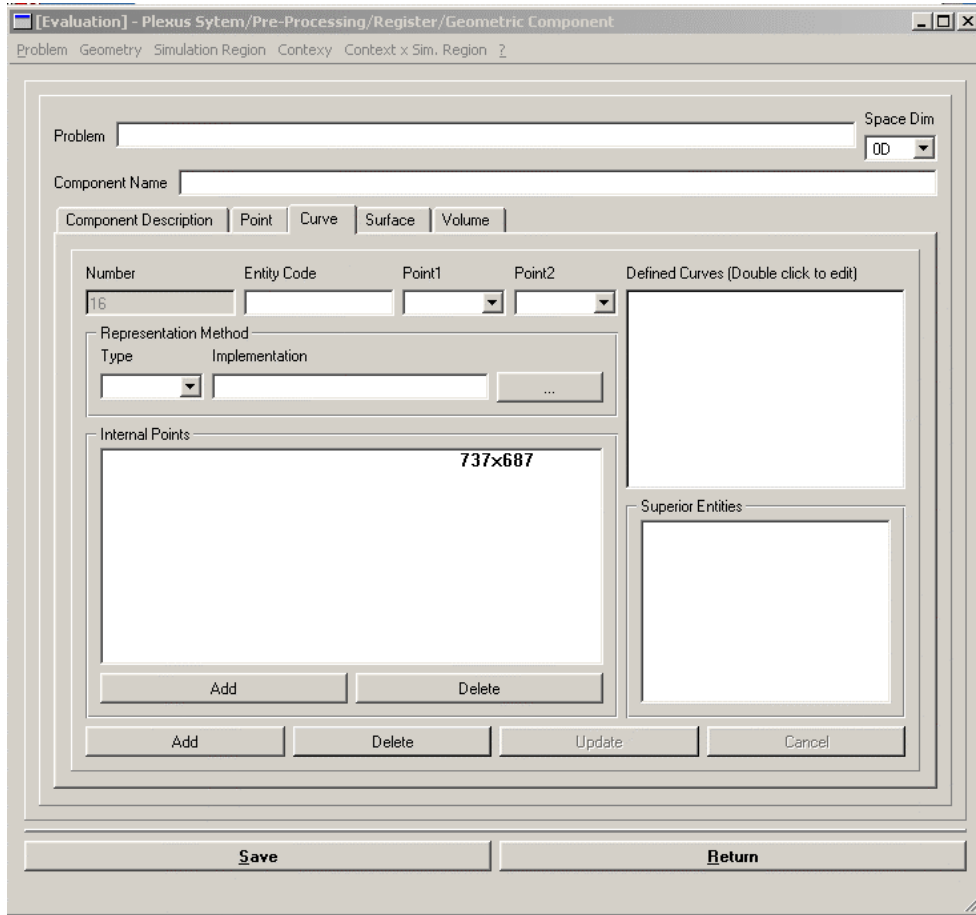 [Evaluation] - Plexus Sytem/Pre-Processing/Register/Geometric Component
Problem Geometry Simulation Region Contexy Context x Sim. Region ?
Space Dim
Problem
0D
Component Name
Component Description Point Curve Surface Volume
Number Entity Code Point1 Point2 Defined Curves (Double click to edit)
16
Representation Method
Type Implementation
...
Internal Points
737x687
Superior Entities
Add Delete
Add Delete Update Cancel
Save Return